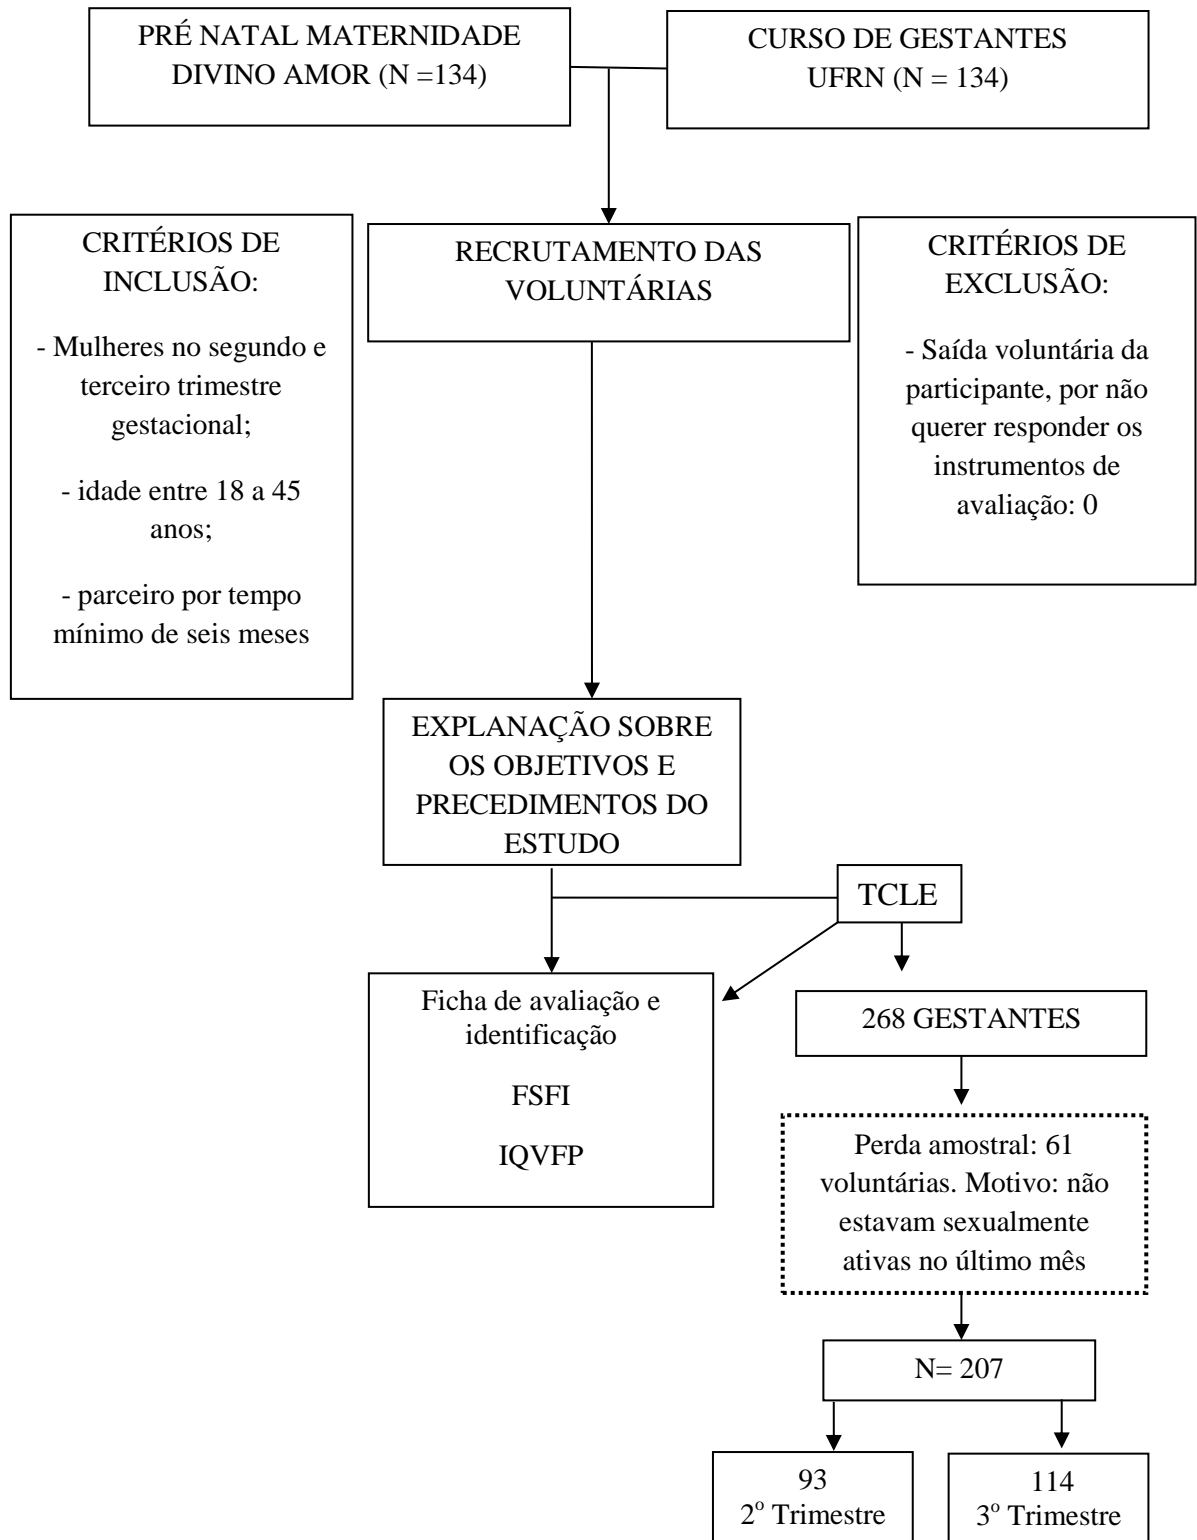 PRÉ NATAL MATERNIDADE
DIVINO AMOR (N =134)
CURSO DE GESTANTES
UFRN (N = 134)
CRITÉRIOS DE
INCLUSÃO:
- Mulheres no segundo e
terceiro trimestre
gestacional;
- idade entre 18 a 45
anos;
- parceiro por tempo
mínimo de seis meses
RECRUTAMENTO DAS
VOLUNTÁRIAS
CRITÉRIOS DE
EXCLUSÃO:
- Saída voluntária da
participante, por não
querer responder os
instrumentos de
avaliação: 0
EXPLANAÇÃO SOBRE
OS OBJETIVOS E
PRECEDIMENTOS DO
ESTUDO
TCLE
Ficha de avaliação e
identificação
FSFI
IQVFP
268 GESTANTES
Perda amostral: 61
voluntárias. Motivo: não
estavam sexualmente
ativas no último mês
N= 207
93
2º Trimestre
114
3º Trimestre